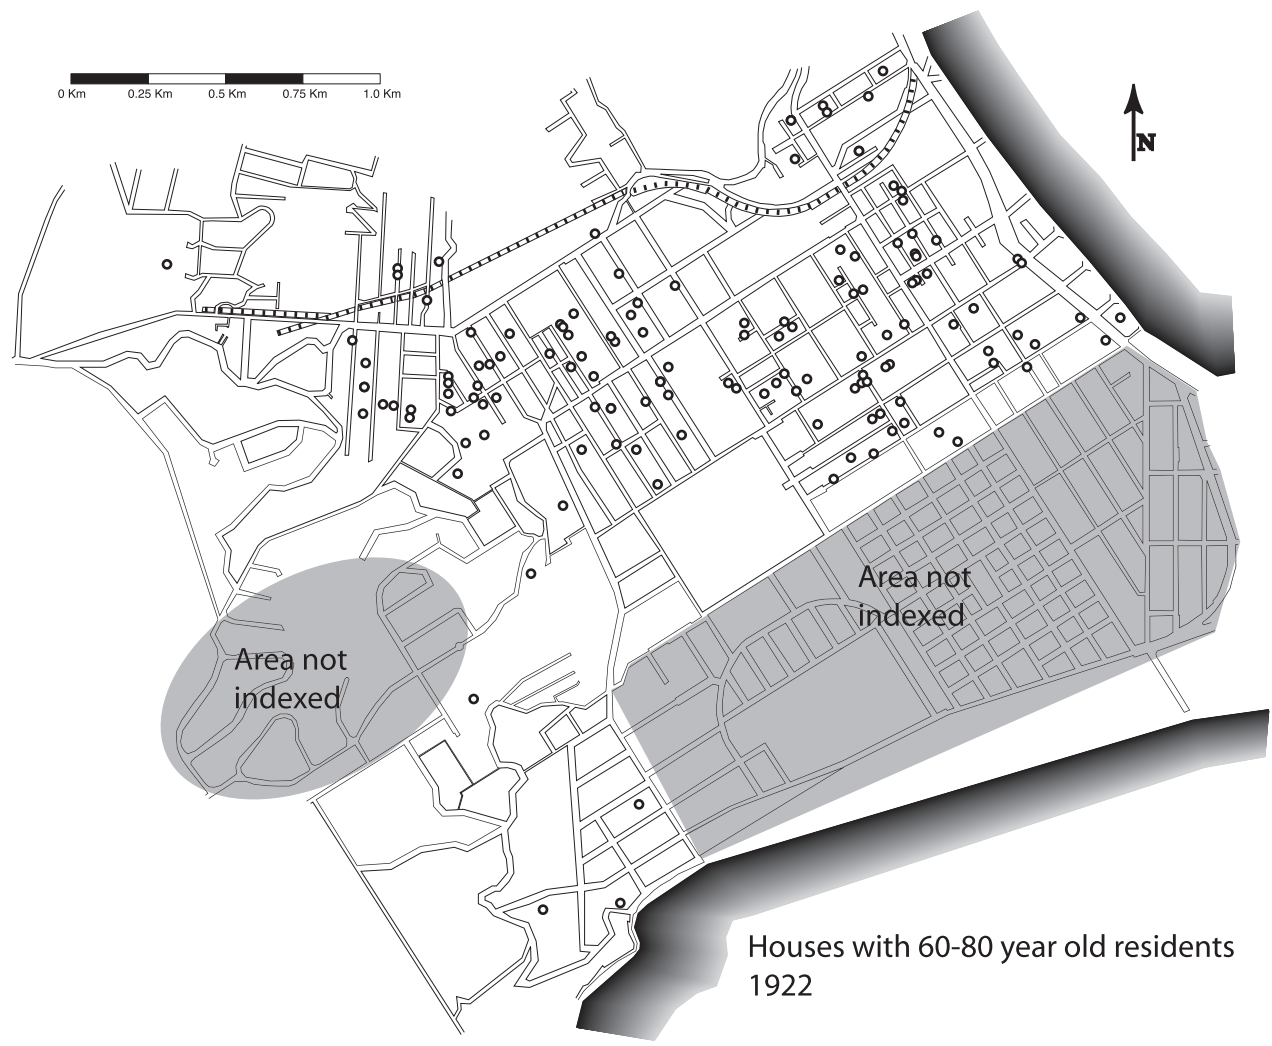 0 Km 0.25 Km 0.5 Km 0.75 Km 1.0 Km
N
Area not
indexed
Area not
indexed
Houses with 60-80 year old residents
1922